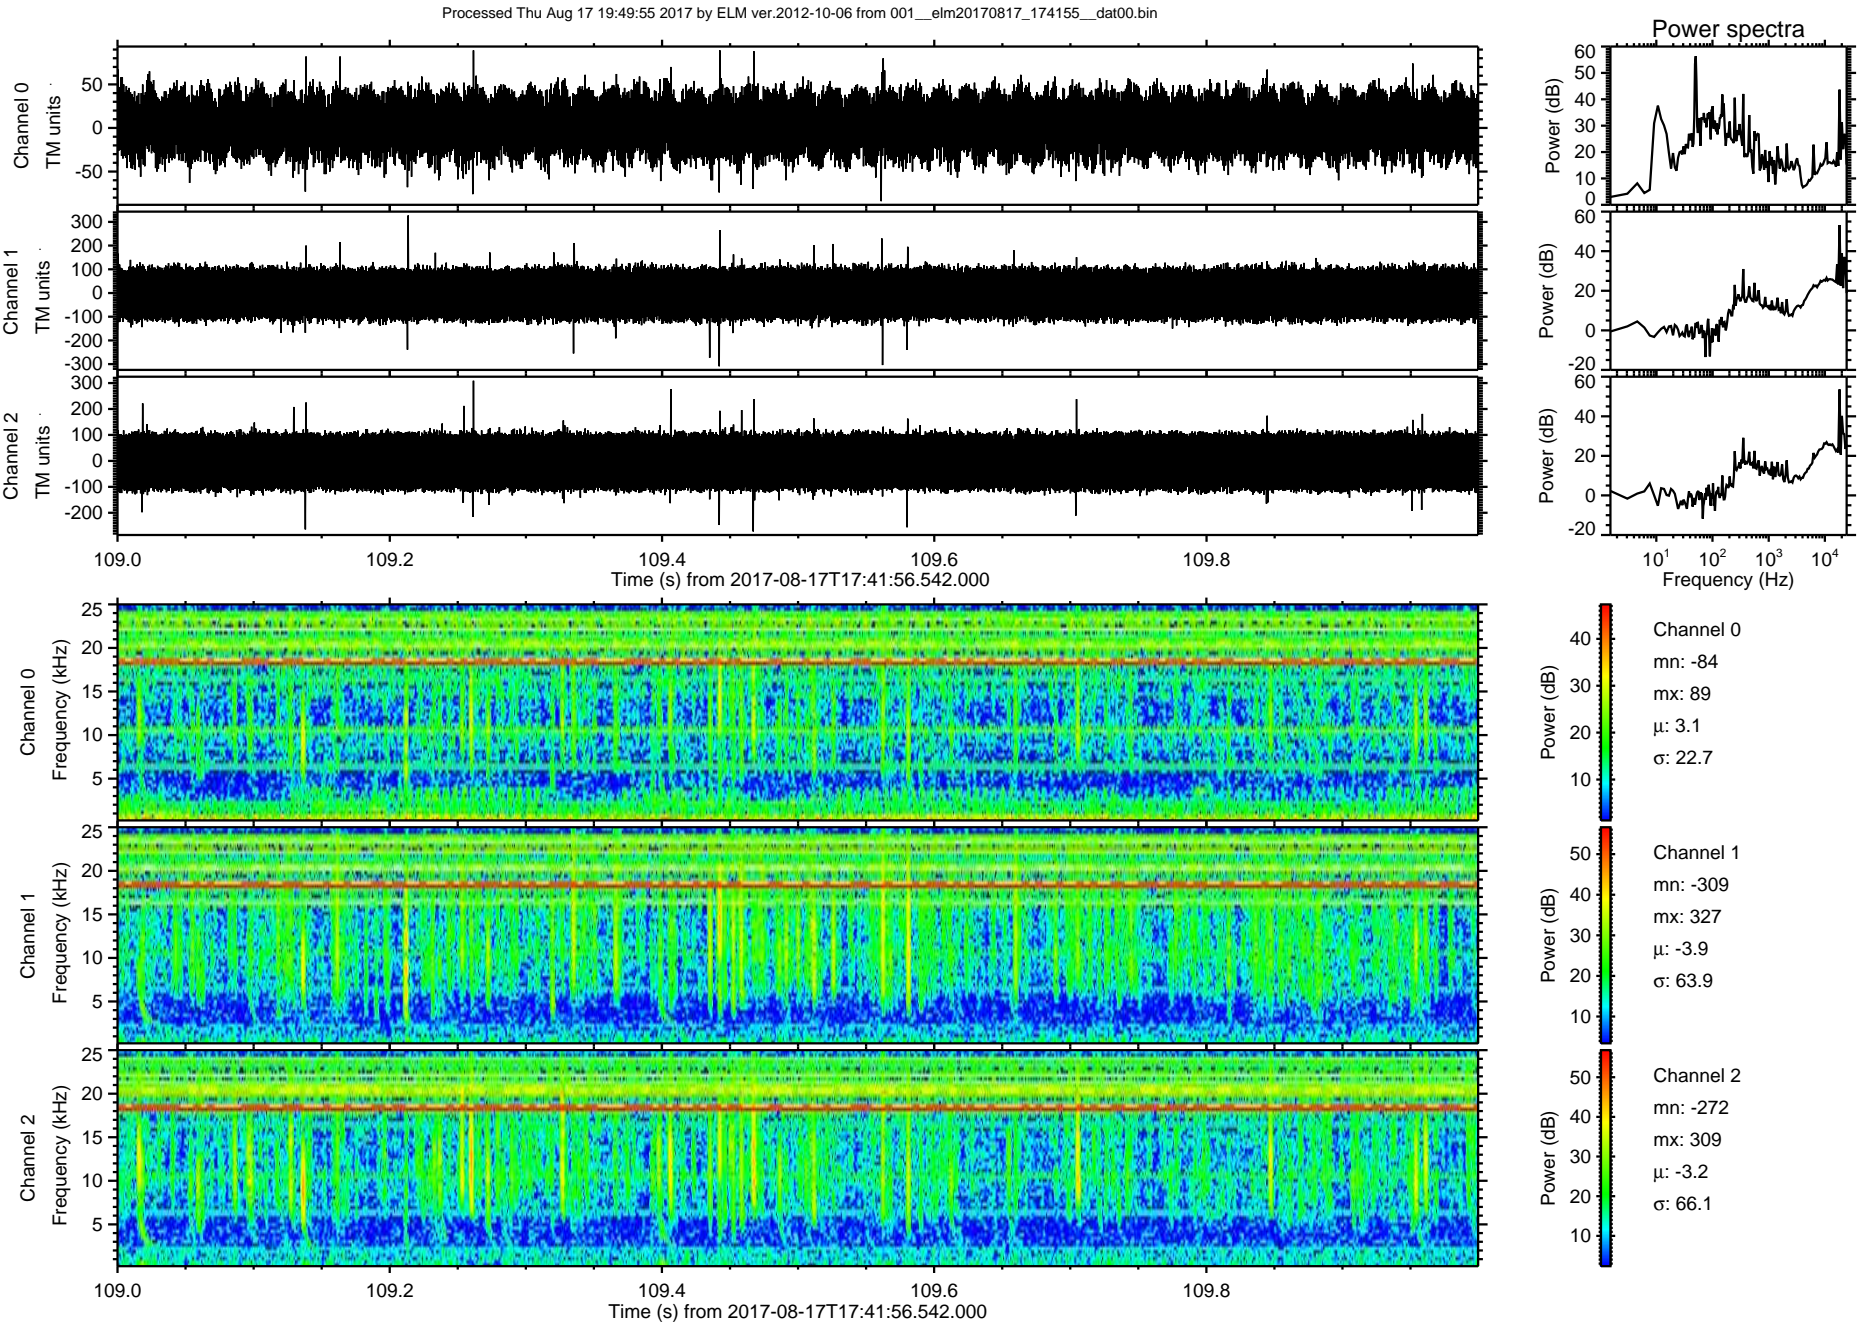 Processed Thu Aug 17 19:49:55 2017 by ELM ver.2012-10-06 from 001__elm20170817_174155__dat00.bin
Power spectra
Channel 0
TM units
50
0
-50
Power (dB)
60
50
40
30
20
10
0
Channel 1
TM units
300
200
100
0
-100
-200
-300
Power (dB)
60
40
20
0
-20
Channel 2
TM units
300
200
100
0
-100
-200
Power (dB)
60
40
20
0
-20
109.0 109.2 109.4 109.6 109.8
Time (s) from 2017-08-17T17:41:56.542.000
10^1 10^2 10^3 10^4
Frequency (Hz)
Channel 0
Frequency (kHz)
25
20
15
10
5
Power (dB)
40
30
20
10
Channel 0
mn: -84
mx: 89
μ: 3.1
σ: 22.7
Channel 1
Frequency (kHz)
25
20
15
10
5
Power (dB)
50
40
30
20
10
Channel 1
mn: -309
mx: 327
μ: -3.9
σ: 63.9
Channel 2
Frequency (kHz)
25
20
15
10
5
Power (dB)
50
40
30
20
10
Channel 2
mn: -272
mx: 309
μ: -3.2
σ: 66.1
109.0 109.2 109.4 109.6 109.8
Time (s) from 2017-08-17T17:41:56.542.000